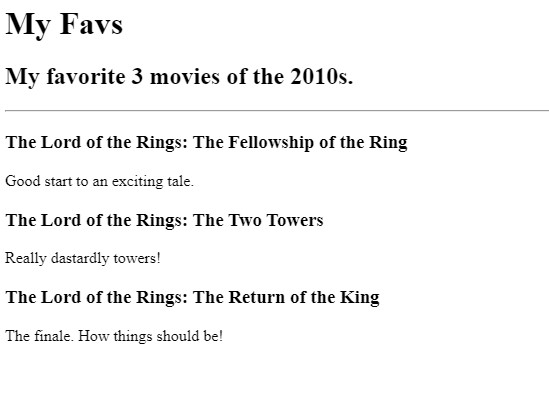 My Favs
My favorite 3 movies of the 2010s.
The Lord of the Rings: The Fellowship of the Ring
Good start to an exciting tale.
The Lord of the Rings: The Two Towers
Really dastardly towers!
The Lord of the Rings: The Return of the King
The finale. How things should be!